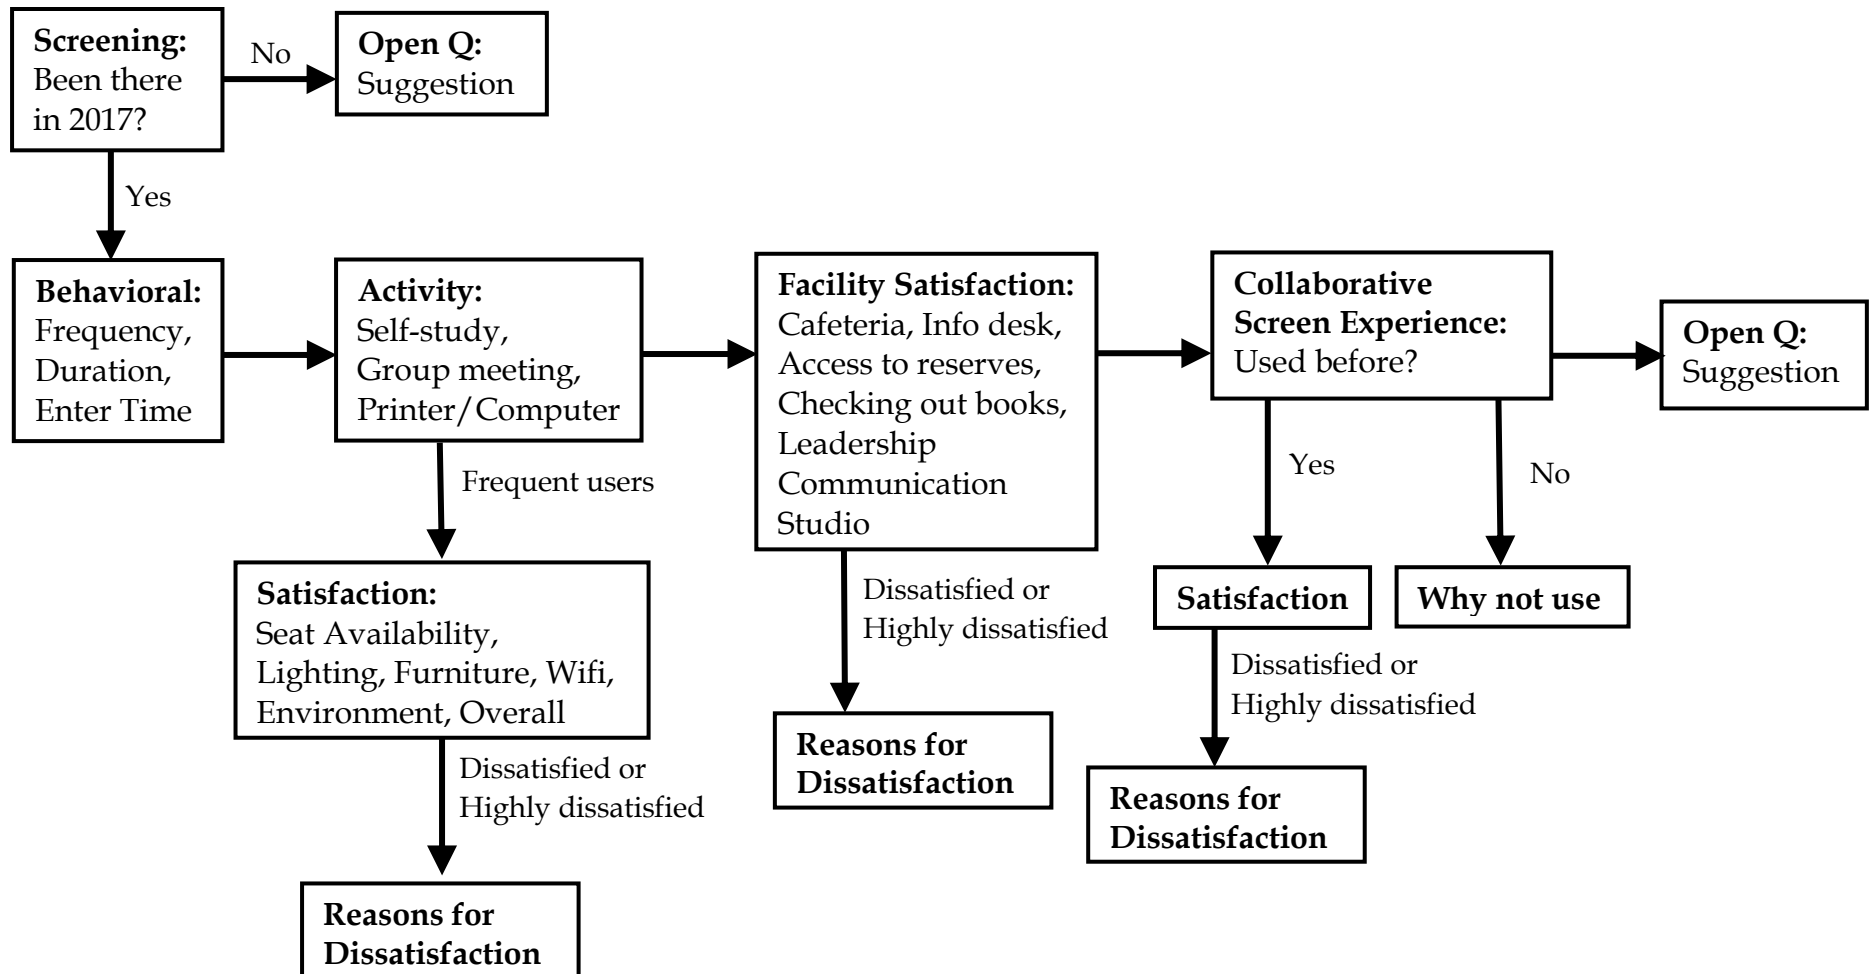 Screening:
Been there
in 2017?
No
Open Q:
Suggestion
Yes
Behavioral:
Frequency,
Duration,
Enter Time
Activity:
Self-study,
Group meeting,
Printer/Computer
Frequent users
Satisfaction:
Seat Availability,
Lighting, Furniture, Wifi,
Environment, Overall
Dissatisfied or
Highly dissatisfied
Reasons for
Dissatisfaction
Facility Satisfaction:
Cafeteria, Info desk,
Access to reserves,
Checking out books,
Leadership
Communication
Studio
Dissatisfied or
Highly dissatisfied
Reasons for
Dissatisfaction
Collaborative
Screen Experience:
Used before?
Yes
Satisfaction
Dissatisfied or
Highly dissatisfied
Reasons for
Dissatisfaction
No
Why not use
Open Q:
Suggestion